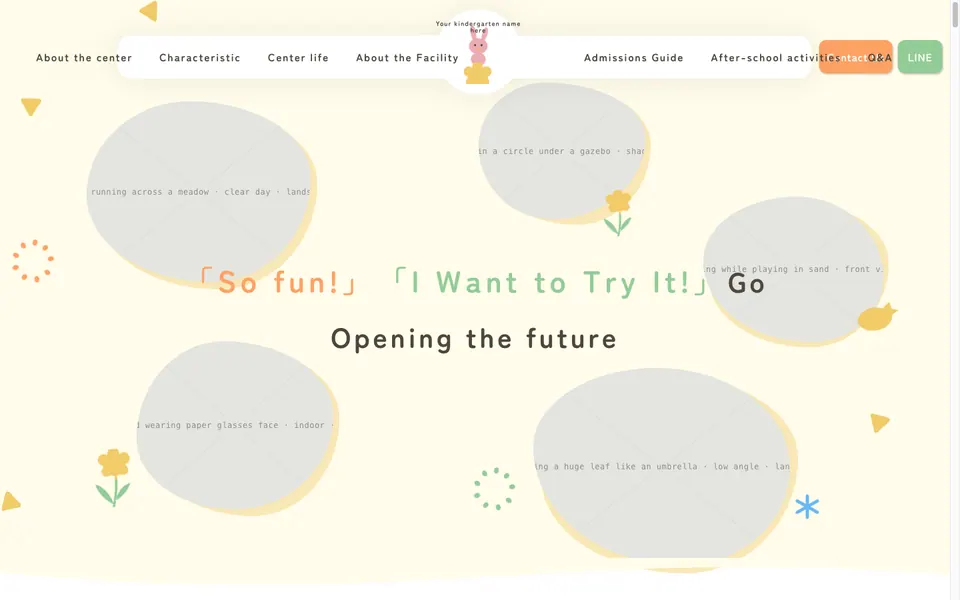 Your kindergarten name
here
About the center
Characteristic
Center life
About the Facility
Admissions Guide
After-school activities
Contact
Q&A
LINE
in a circle under a gazebo · shad
running across a meadow · clear day · lands
ng while playing in sand · front v
「So fun!」 「I Want to Try It!」 Go
Opening the future
wearing paper glasses face · indoor ·
ing a huge leaf like an umbrella · low angle · lan